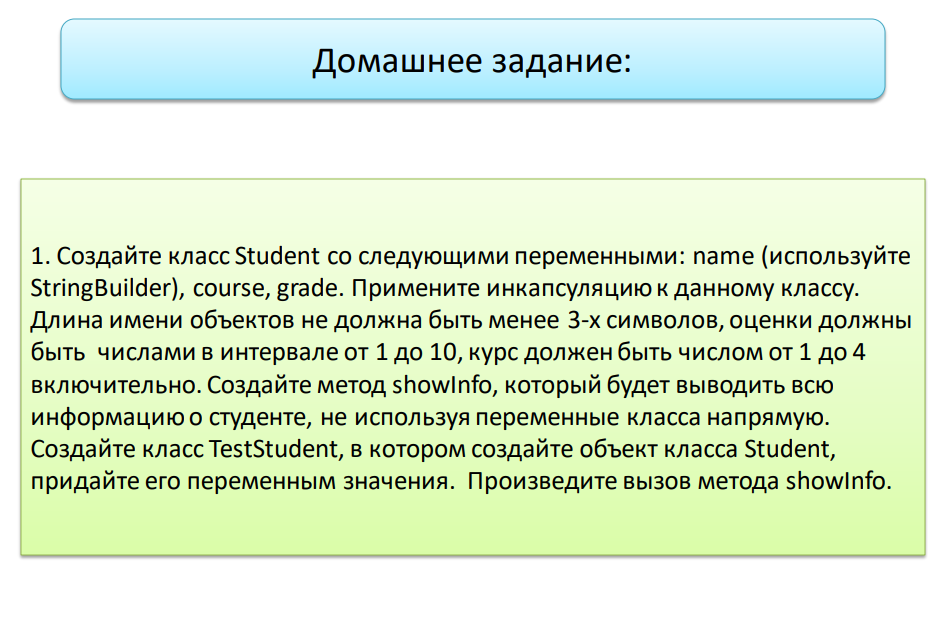 Домашнее задание:
1. Создайте класс Student со следующими переменными: name (используйте
StringBuilder), course, grade. Примените инкапсуляцию к данному классу.
Длина имени объектов не должна быть менее 3-х символов, оценки должны
быть числами в интервале от 1 до 10, курс должен быть числом от 1 до 4
включительно. Создайте метод showInfo, который будет выводить всю
информацию о студенте, не используя переменные класса напрямую.
Создайте класс TestStudent, в котором создайте объект класса Student,
придайте его переменным значения. Произведите вызов метода showInfo.